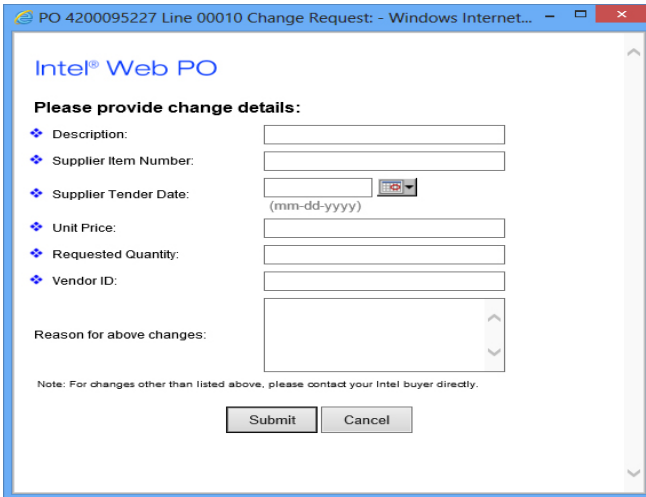 PO 4200095227 Line 00010 Change Request: - Windows Internet...
Intel® Web PO
Please provide change details:
Description:
Supplier Item Number:
Supplier Tender Date:
(mm-dd-yyyy)
Unit Price:
Requested Quantity:
Vendor ID:
Reason for above changes:
Note: For changes other than listed above, please contact your Intel buyer directly.
Submit Cancel